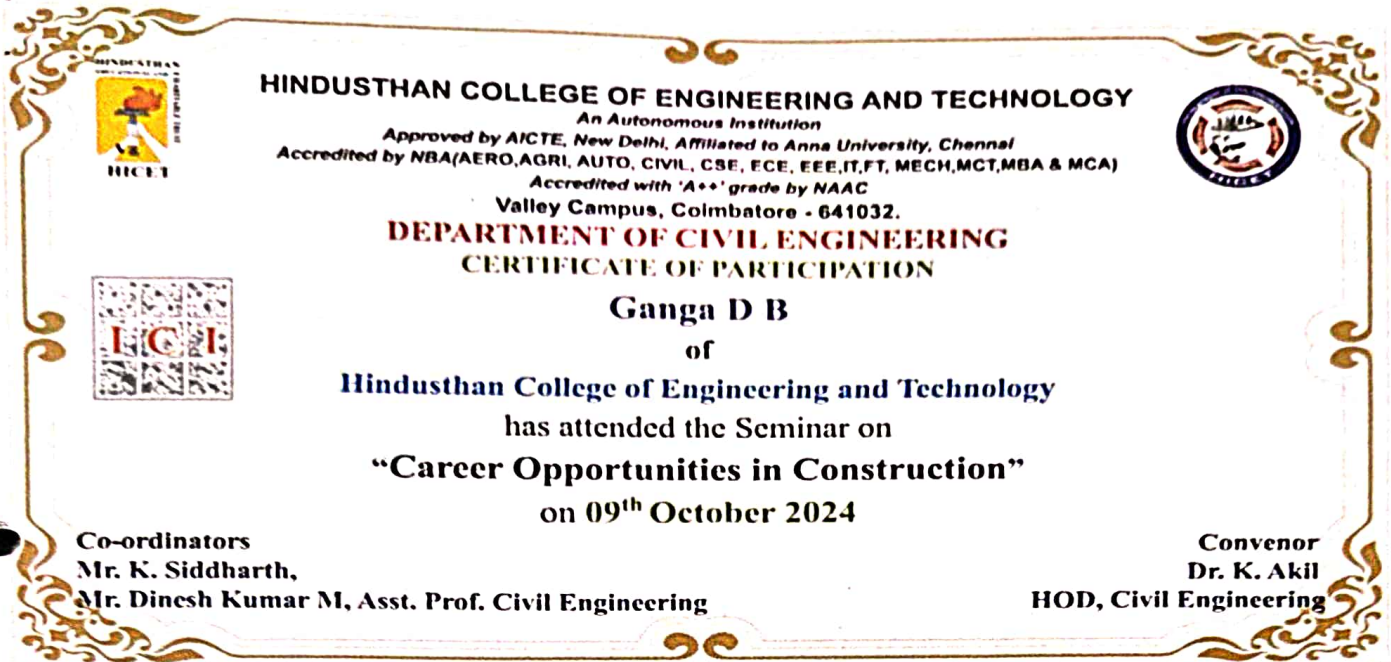 HINDUSTHAN
HICET
HINDUSTHAN COLLEGE OF ENGINEERING AND TECHNOLOGY
An Autonomous Institution
Approved by AICTE, New Delhi, Affiliated to Anna University, Chennai
Accredited by NBA(AERO,AGRI, AUTO, CIVIL, CSE, ECE, EEE,IT,FT, MECH,MCT,MBA & MCA)
Accredited with 'A++' grade by NAAC
Valley Campus, Coimbatore - 641032.
DEPARTMENT OF CIVIL ENGINEERING
CERTIFICATE OF PARTICIPATION
ICI
Ganga D B
of
Hindusthan College of Engineering and Technology
has attended the Seminar on
“Career Opportunities in Construction”
on 09th October 2024
Co-ordinators
Mr. K. Siddharth,
Mr. Dinesh Kumar M, Asst. Prof. Civil Engineering
Convenor
Dr. K. Akil
HOD, Civil Engineering